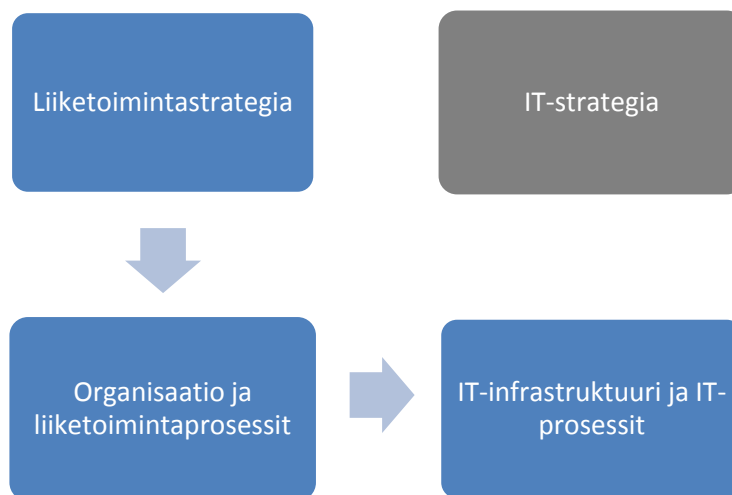 Liiketoimintastrategia
IT-strategia
Organisaatio ja
liiketoimintaprosessit
IT-infrastruktuuri ja IT-
prosessit